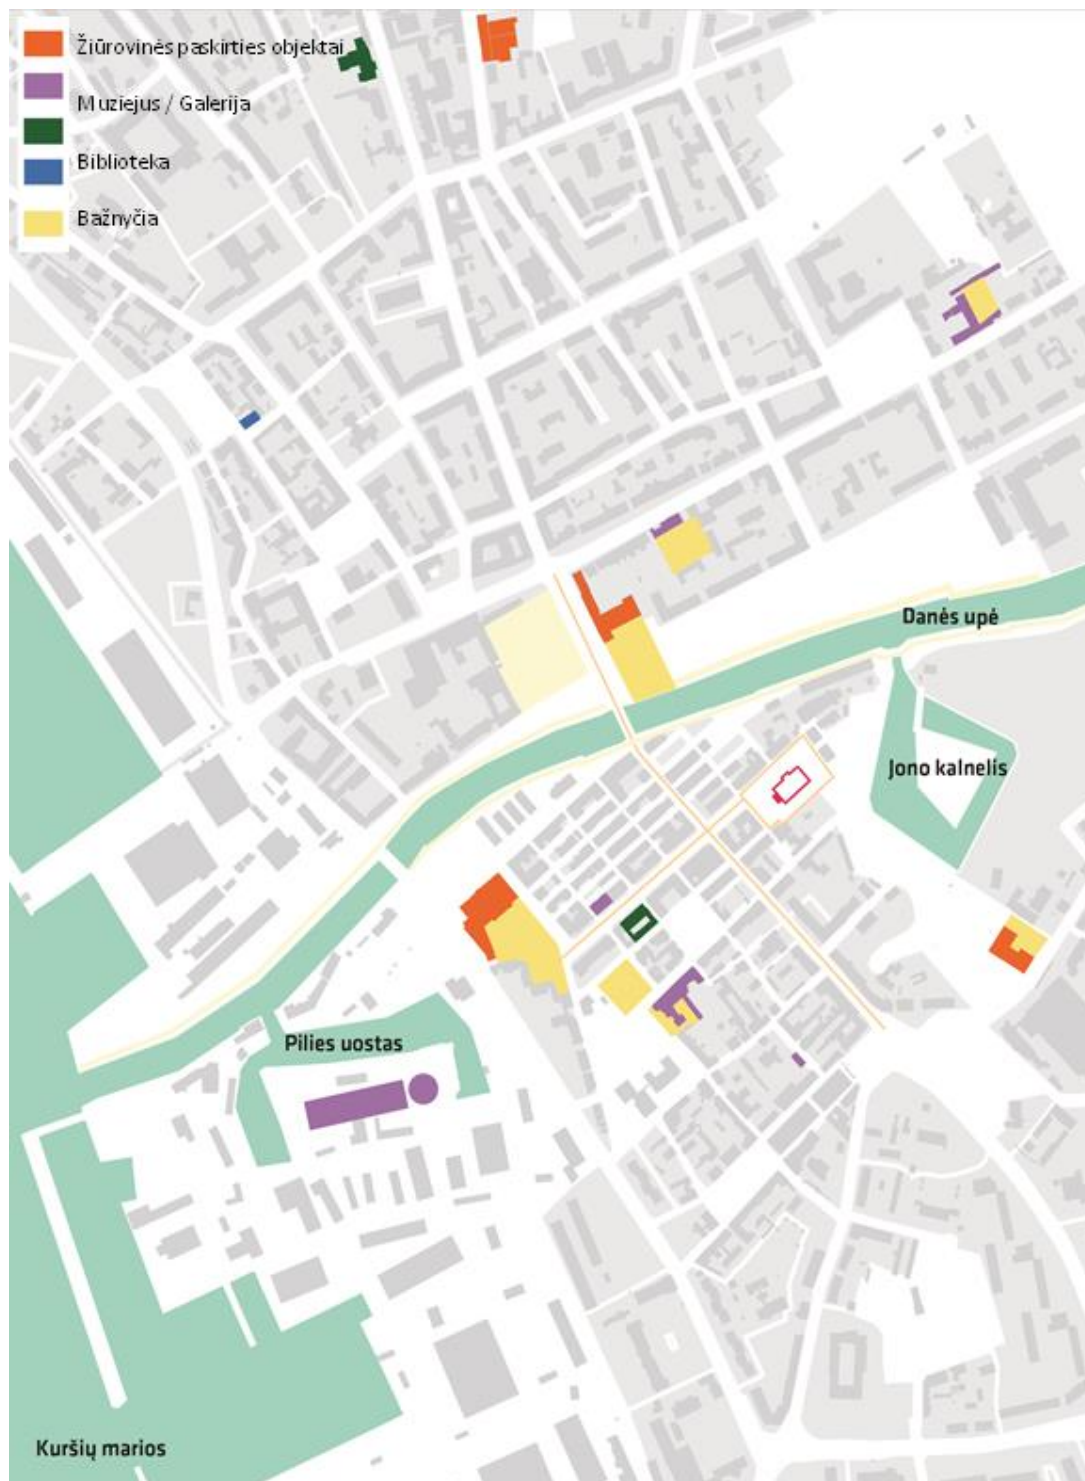 Žiūrovinės paskirties objektai
Muziejus / Galerija
Biblioteka
Bažnyčia
Danės upė
Jono kalnelis
Pilies uostas
Kuršių marios